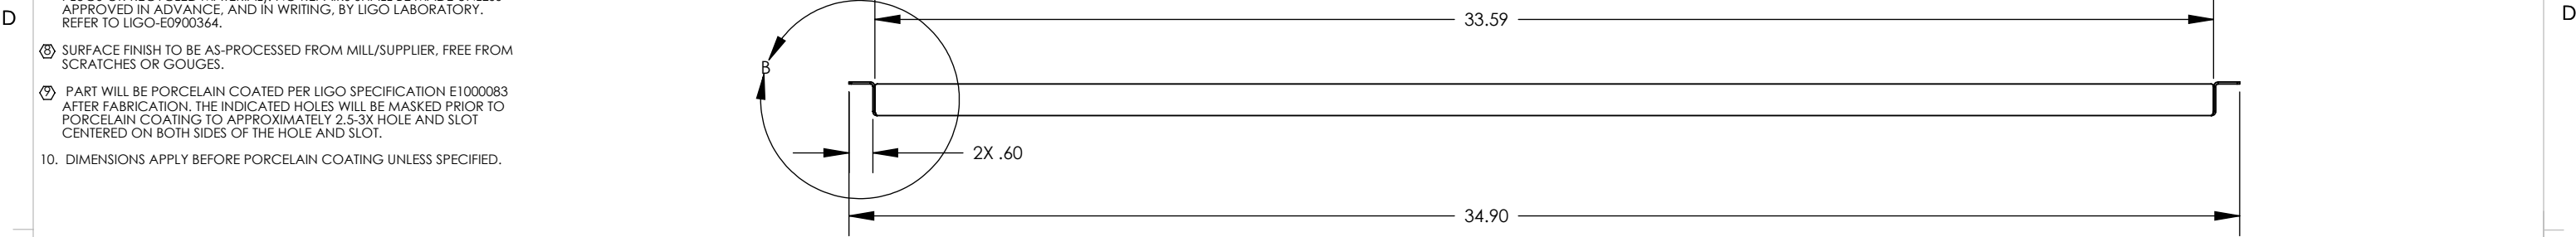 D
D
APPROVED IN ADVANCE, AND IN WRITING, BY LIGO LABORATORY.
REFER TO LIGO-E0900364.
8 SURFACE FINISH TO BE AS-PROCESSED FROM MILL/SUPPLIER, FREE FROM
SCRATCHES OR GOUGES.
9 PART WILL BE PORCELAIN COATED PER LIGO SPECIFICATION E1000083
AFTER FABRICATION. THE INDICATED HOLES WILL BE MASKED PRIOR TO
PORCELAIN COATING TO APPROXIMATELY 2.5-3X HOLE AND SLOT
CENTERED ON BOTH SIDES OF THE HOLE AND SLOT.
10. DIMENSIONS APPLY BEFORE PORCELAIN COATING UNLESS SPECIFIED.
33.59
B
2X .60
34.90